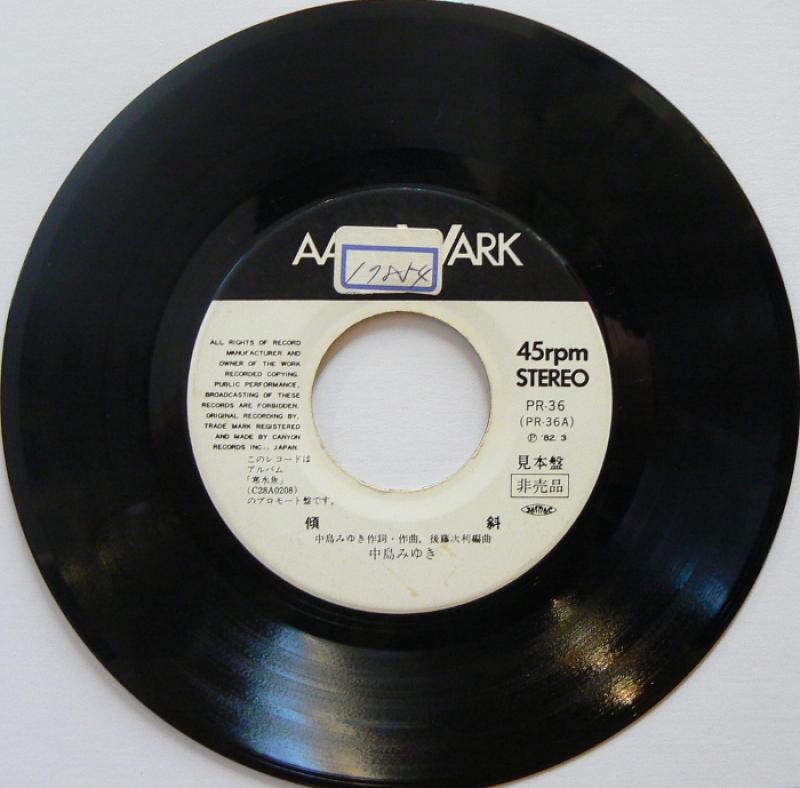 AA ARK
17854
45rpm
STEREO
PR-36
(PR-36A)
Ⓟ '82. 3
見本盤
非売品
ALL RIGHTS OF RECORD
MANUFACTURER AND
OWNER OF THE WORK
RECORDED COPYING,
PUBLIC PERFORMANCE,
BROADCASTING OF THESE
RECORDS ARE FORBIDDEN.
ORIGINAL RECORDING BY,
TRADE MARK REGISTERED
AND MADE BY CANYON
RECORDS INC., JAPAN.
このレコードは
アルバム
「寒水魚」
(C28A0208)
のプロモート盤です。
傾 斜
中島みゆき作詞・作曲, 後藤次利編曲
中島みゆき